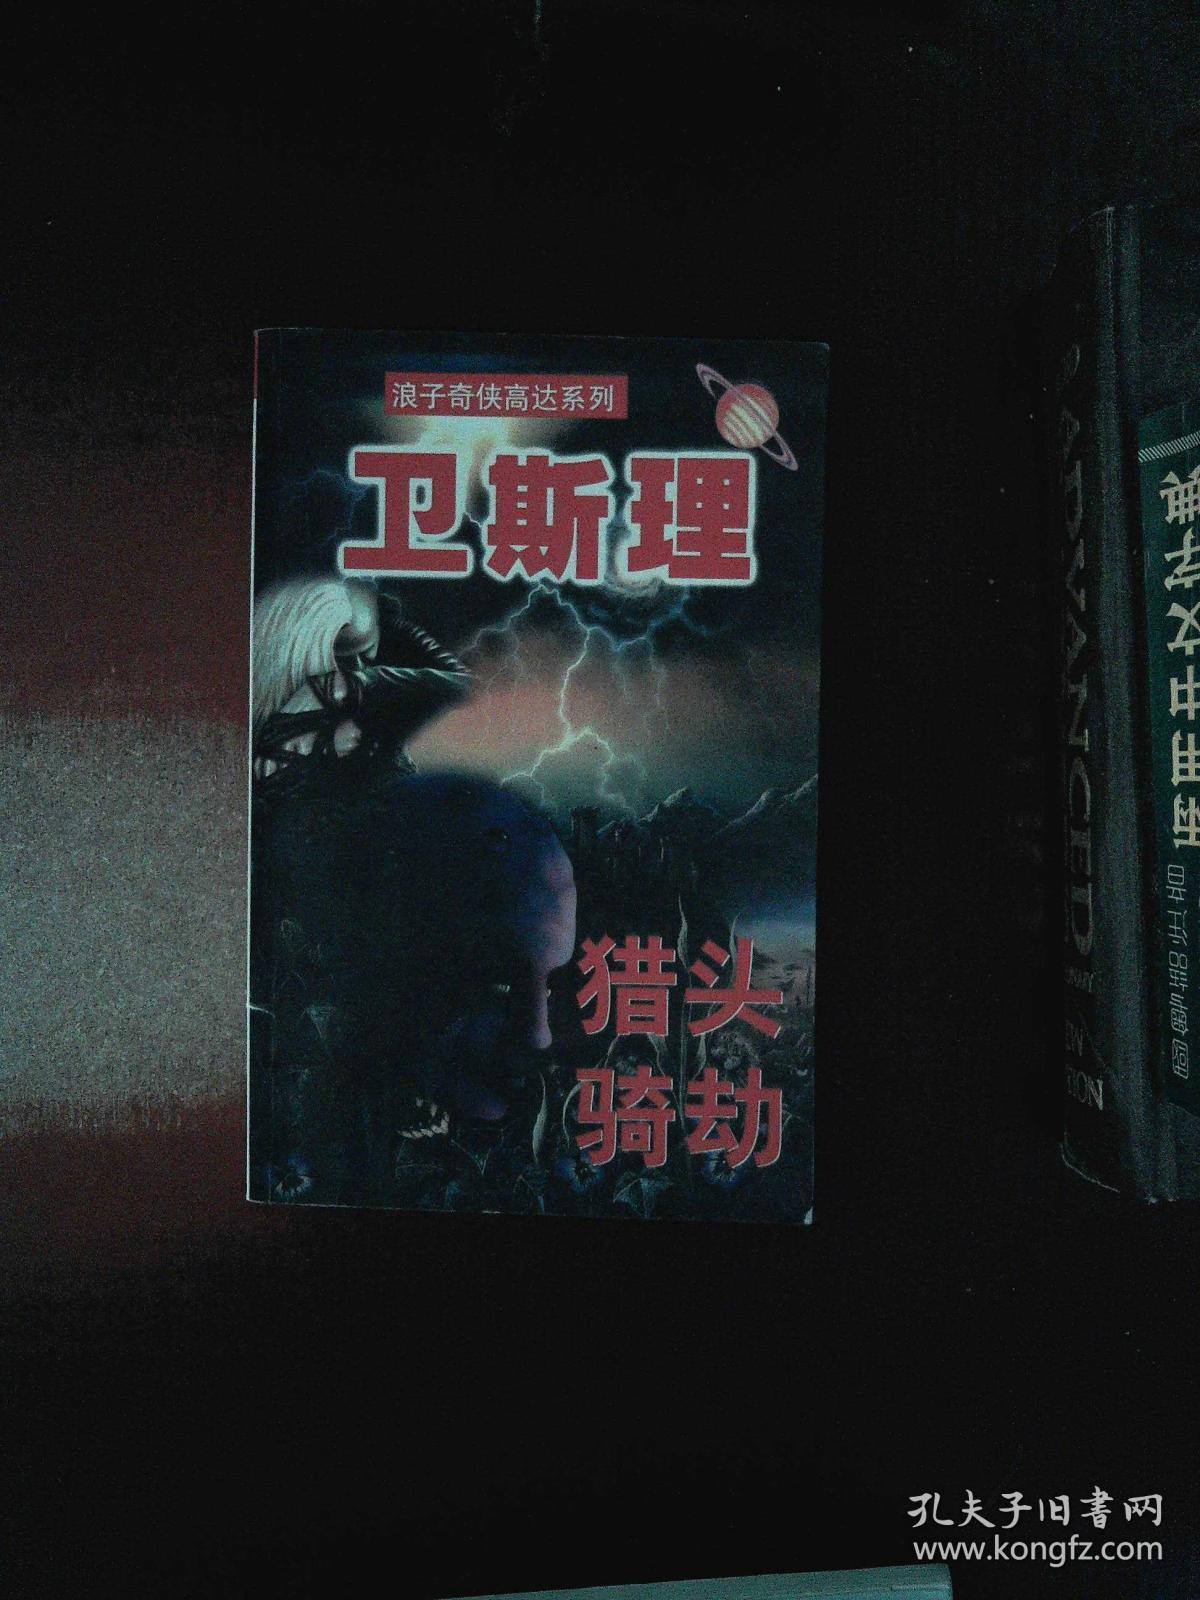 浪子奇侠高达系列
卫斯理
猎头
骑劫
ADVANCED
孔夫子旧書网
www.kongfz.com